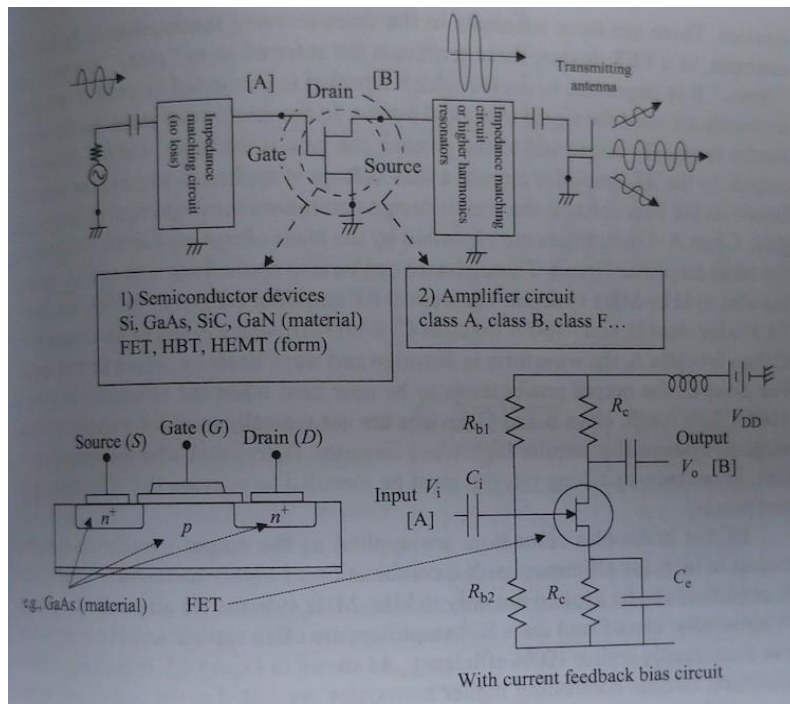 [A]
Drain
[B]
Transmitting
antenna
Impedance
matching circuit
(no loss)
Gate
Source
Impedance matching
circuit
or higher harmonics
resonators
1) Semiconductor devices
Si, GaAs, SiC, GaN (material)
FET, HBT, HEMT (form)
2) Amplifier circuit
class A, class B, class F...
Source (S)
Gate (G)
Drain (D)
n⁺
p
n⁺
e.g., GaAs (material)
FET
Rb1
Rc
VDD
Output
Vo [B]
Input Vi
Ci
[A]
Rb2
Re
Ce
With current feedback bias circuit